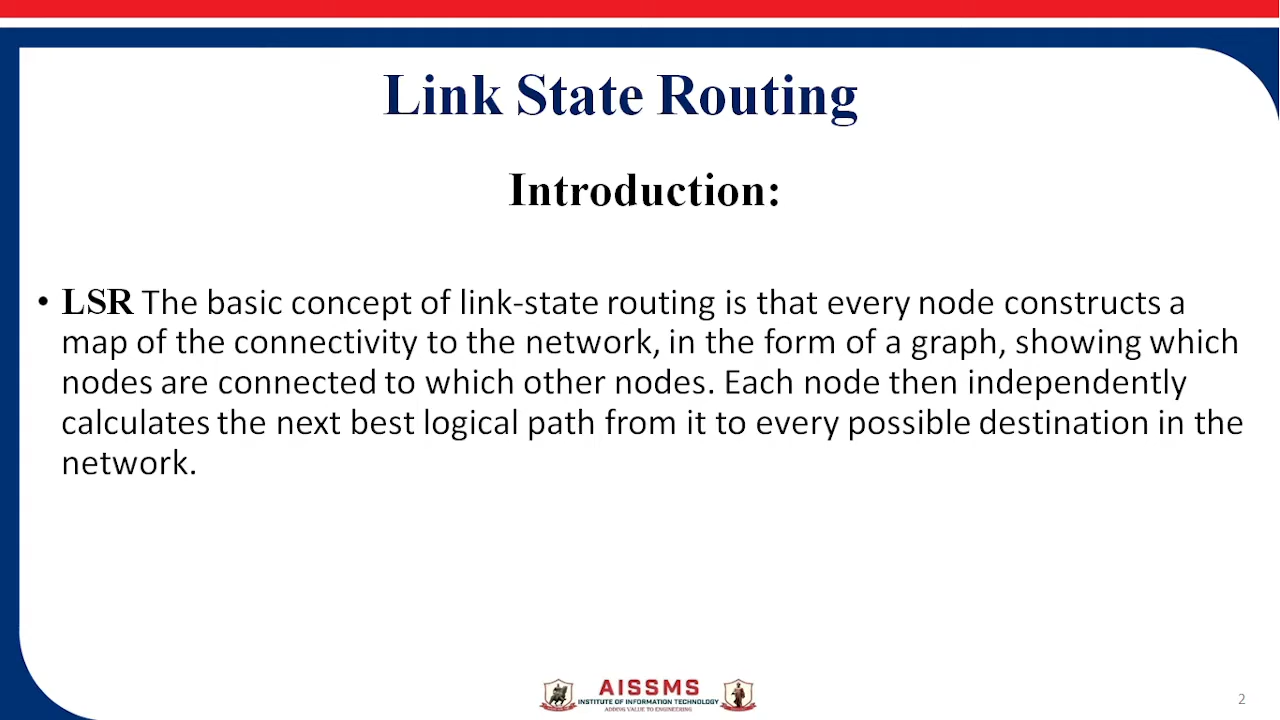 Link State Routing
Introduction:
• LSR The basic concept of link-state routing is that every node constructs a
map of the connectivity to the network, in the form of a graph, showing which
nodes are connected to which other nodes. Each node then independently
calculates the next best logical path from it to every possible destination in the
network.
AISSMS
INSTITUTE OF INFORMATION TECHNOLOGY
ADDING VALUE TO ENGINEERING
2